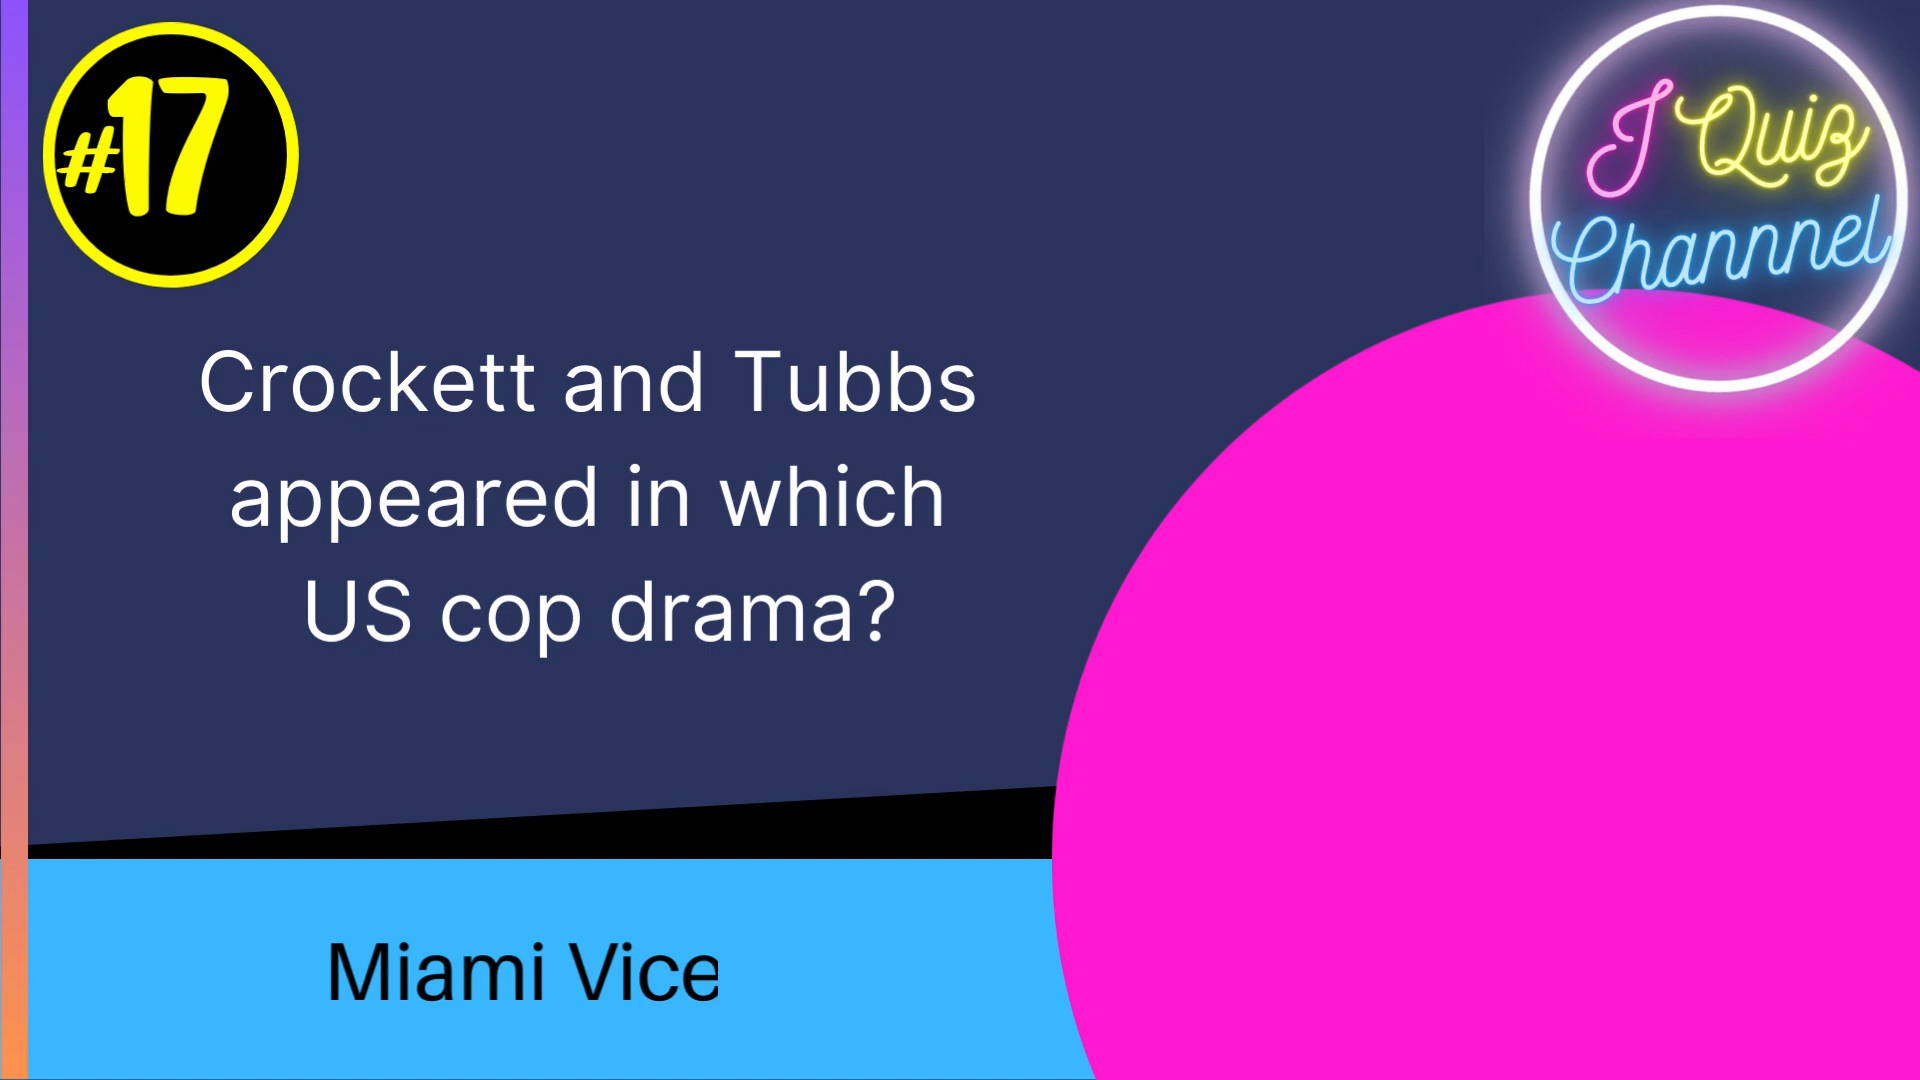 #17
J Quiz
Channnel
Crockett and Tubbs
appeared in which
US cop drama?
Miami Vice